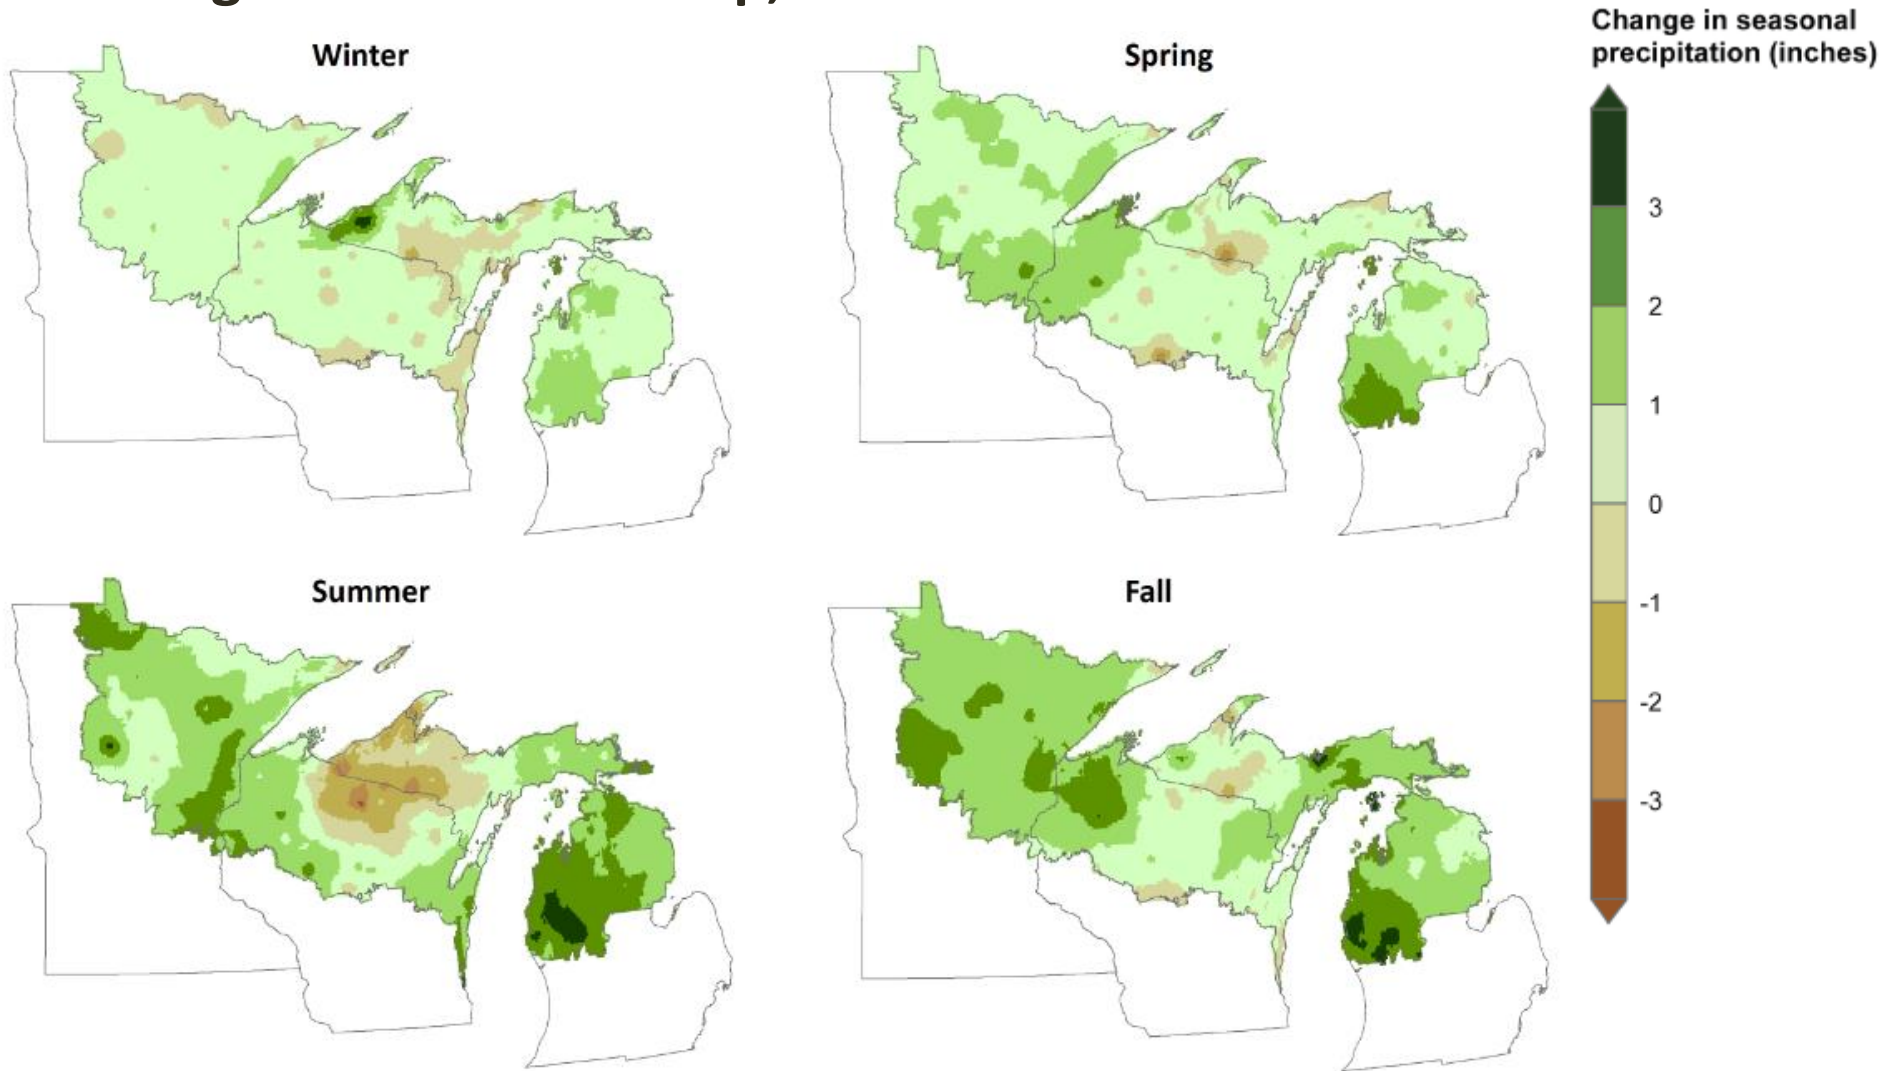 Change in seasonal
precipitation (inches)
Winter
Spring
3
2
1
0
-1
-2
-3
Summer
Fall